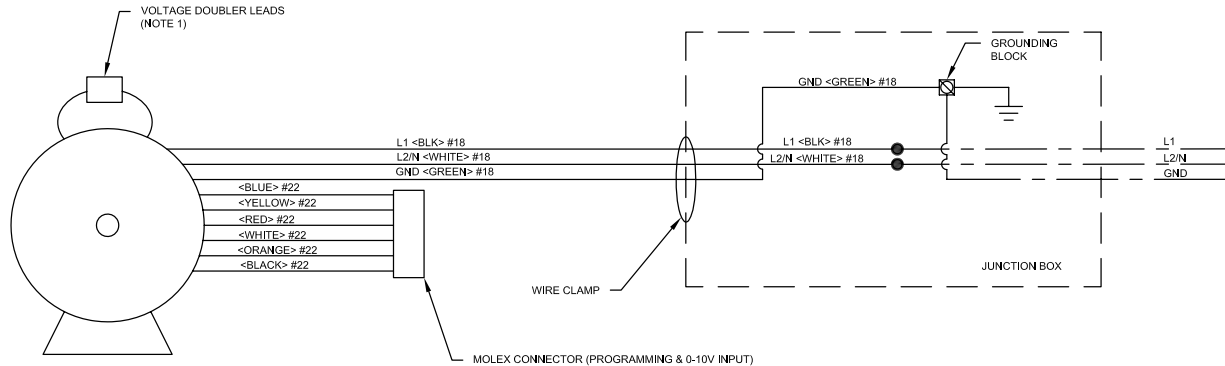 VOLTAGE DOUBLER LEADS
(NOTE 1)
GROUNDING
BLOCK
GND <GREEN> #18
L1 <BLK> #18
L1 <BLK> #18
L1
L2/N <WHITE> #18
L2/N <WHITE> #18
L2/N
GND <GREEN> #18
GND
<BLUE> #22
<YELLOW> #22
<RED> #22
<WHITE> #22
<ORANGE> #22
<BLACK> #22
JUNCTION BOX
WIRE CLAMP
MOLEX CONNECTOR (PROGRAMMING & 0-10V INPUT)